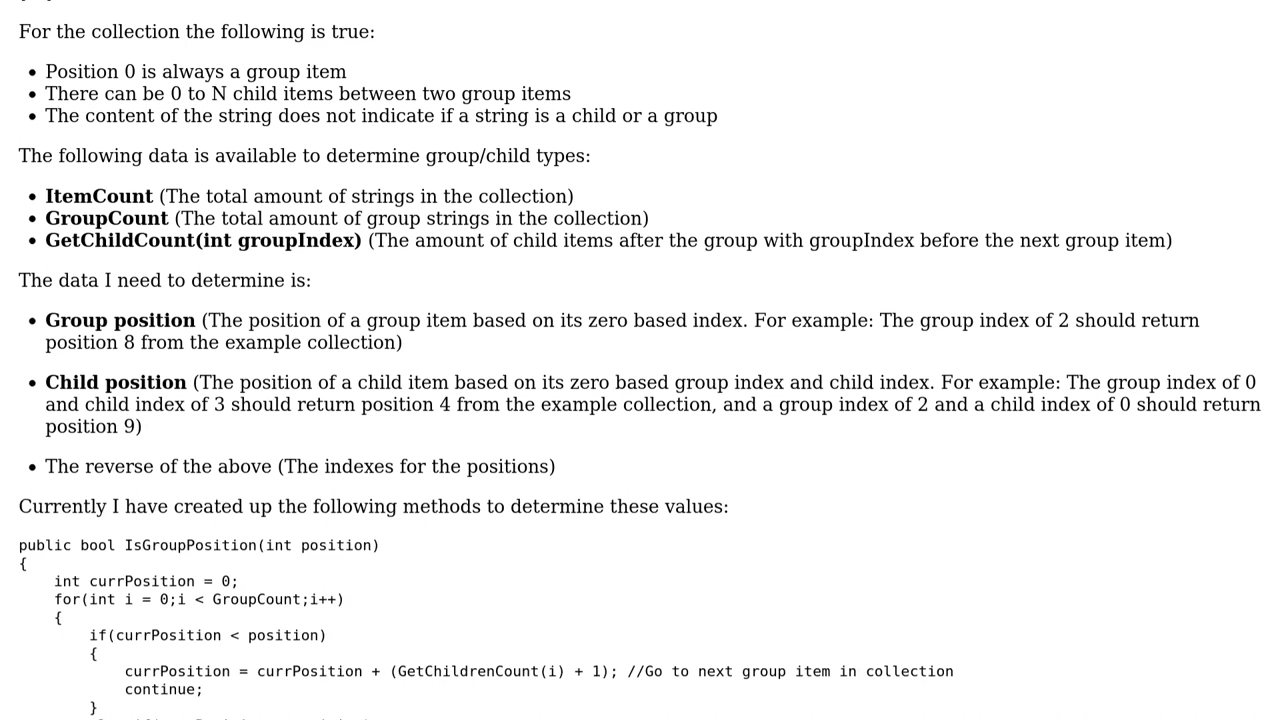 For the collection the following is true:
• Position 0 is always a group item
• There can be 0 to N child items between two group items
• The content of the string does not indicate if a string is a child or a group
The following data is available to determine group/child types:
• ItemCount (The total amount of strings in the collection)
• GroupCount (The total amount of group strings in the collection)
• GetChildCount(int groupIndex) (The amount of child items after the group with groupIndex before the next group item)
The data I need to determine is:
• Group position (The position of a group item based on its zero based index. For example: The group index of 2 should return
position 8 from the example collection)
• Child position (The position of a child item based on its zero based group index and child index. For example: The group index of 0
and child index of 3 should return position 4 from the example collection, and a group index of 2 and a child index of 0 should return
position 9)
• The reverse of the above (The indexes for the positions)
Currently I have created up the following methods to determine these values:
public bool IsGroupPosition(int position)
{
    int currPosition = 0;
    for(int i = 0;i < GroupCount;i++)
    {
        if(currPosition < position)
        {
            currPosition = currPosition + (GetChildrenCount(i) + 1); //Go to next group item in collection
            continue;
        }